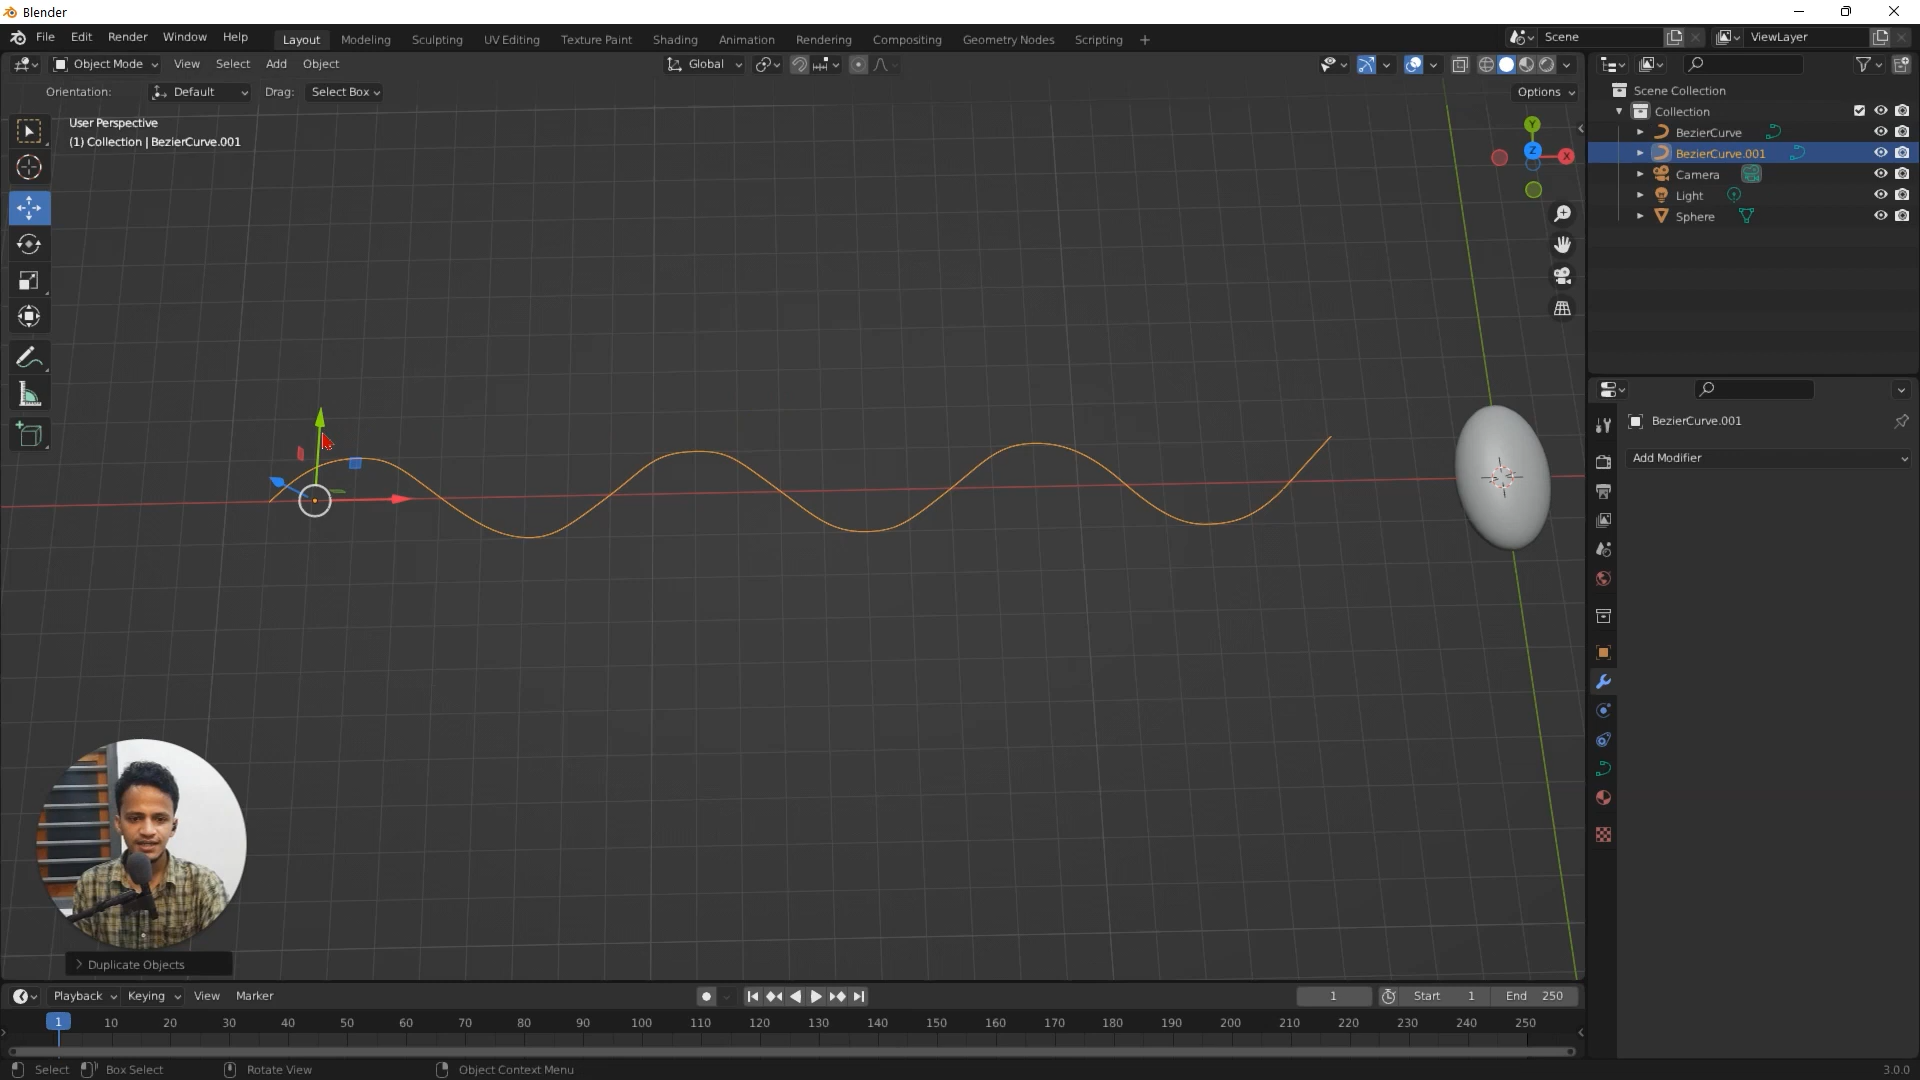 Blender
File Edit Render Window Help Layout Modeling Sculpting UV Editing Texture Paint Shading Animation Rendering Compositing Geometry Nodes Scripting + Scene ViewLayer
Object Mode View Select Add Object Global
Orientation: Default Drag: Select Box Options
User Perspective
(1) Collection | BezierCurve.001
Y
Z
X
Scene Collection
Collection
BezierCurve
BezierCurve.001
Camera
Light
Sphere
BezierCurve.001
Add Modifier
Duplicate Objects
Playback Keying View Marker 1 Start 1 End 250
1 10 20 30 40 50 60 70 80 90 100 110 120 130 140 150 160 170 180 190 200 210 220 230 240 250
Select Box Select Rotate View Object Context Menu 3.0.0